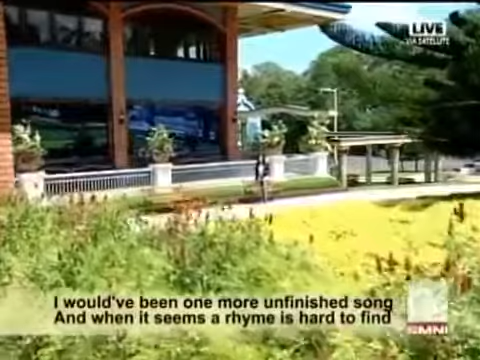 LIVE
VIA SATELLITE
I would've been one more unfinished song
And when it seems a rhyme is hard to find
SMNI